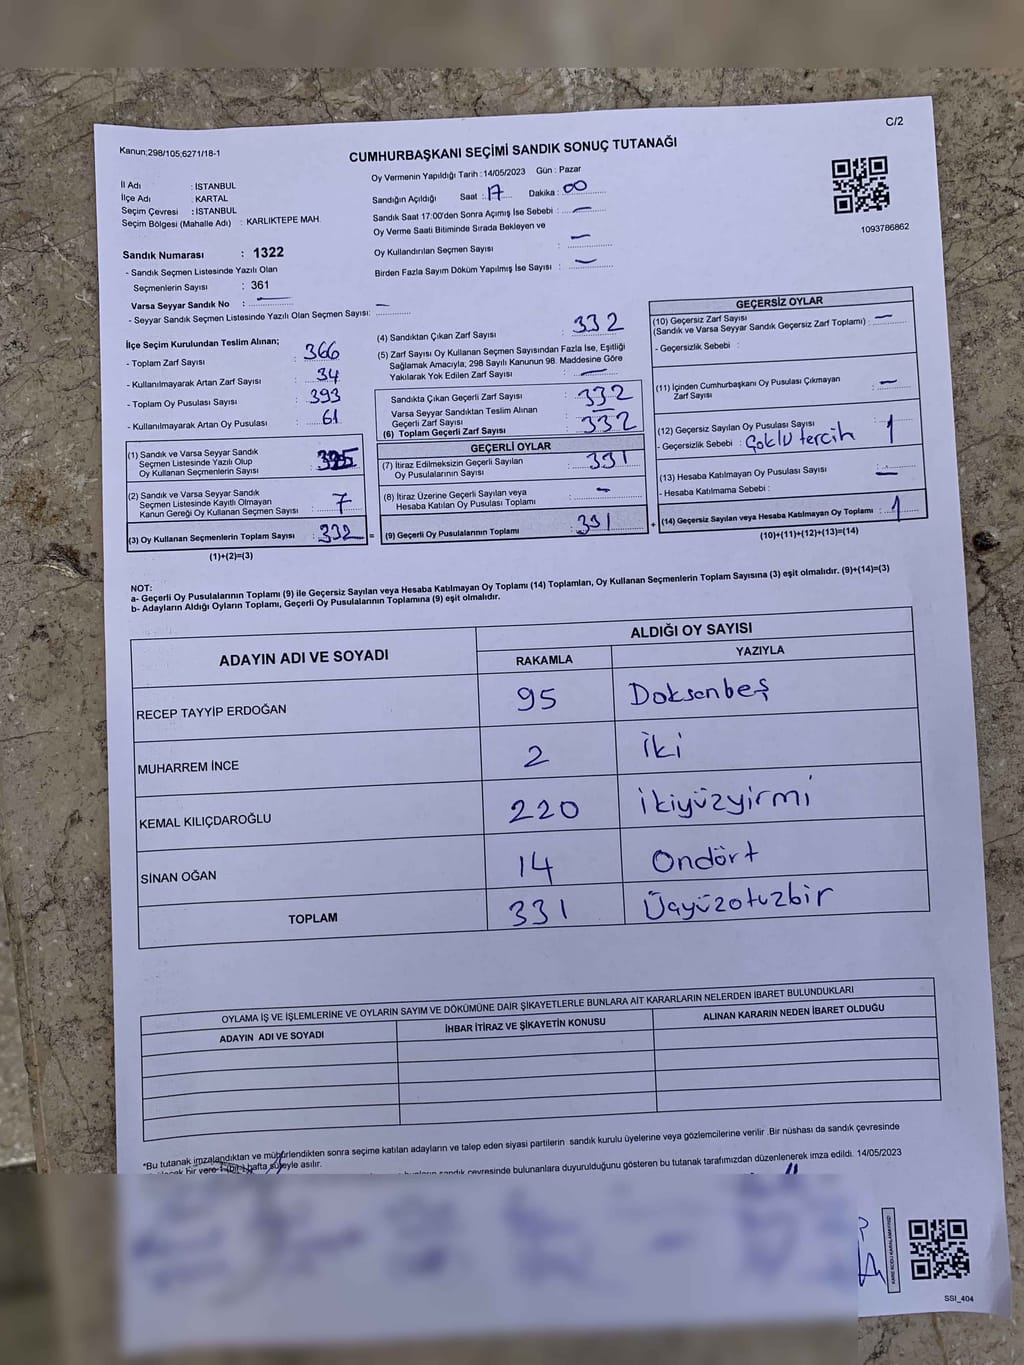 C/2
Kanun;298/105;6271/18-1
CUMHURBAŞKANI SEÇİMİ SANDIK SONUÇ TUTANAĞI
İl Adı : İSTANBUL
İlçe Adı : KARTAL
Seçim Çevresi : İSTANBUL
Seçim Bölgesi (Mahalle Adı) : KARLIKTEPE MAH.
Oy Vermenin Yapıldığı Tarih : 14/05/2023 Gün : Pazar
Sandığın Açıldığı Saat : 17 Dakika : 00
Sandık Saat 17:00'den Sonra Açımış İse Sebebi : —
Oy Verme Saati Bitiminde Sırada Bekleyen ve
Oy Kullandırılan Seçmen Sayısı : —
Birden Fazla Sayım Döküm Yapılmış İse Sayısı : —
1093786862
Sandık Numarası : 1322
- Sandık Seçmen Listesinde Yazılı Olan
Seçmenlerin Sayısı : 361
Varsa Seyyar Sandık No : —
- Seyyar Sandık Seçmen Listesinde Yazılı Olan Seçmen Sayısı: —
İlçe Seçim Kurulundan Teslim Alınan;
- Toplam Zarf Sayısı : 366
- Kullanılmayarak Artan Zarf Sayısı : 34
- Toplam Oy Pusulası Sayısı : 393
- Kullanılmayarak Artan Oy Pusulası : 61
(1) Sandık ve Varsa Seyyar Sandık
Seçmen Listesinde Yazılı Olup
Oy Kullanan Seçmenlerin Sayısı : 325
(2) Sandık ve Varsa Seyyar Sandık
Seçmen Listesinde Kayıtlı Olmayan
Kanun Gereği Oy Kullanan Seçmen Sayısı : 7
(3) Oy Kullanan Seçmenlerin Toplam Sayısı : 332 =
(1)+(2)=(3)
(4) Sandıktan Çıkan Zarf Sayısı : 332
(5) Zarf Sayısı Oy Kullanan Seçmen Sayısından Fazla İse, Eşitliği
Sağlamak Amacıyla; 298 Sayılı Kanunun 98. Maddesine Göre
Yakılarak Yok Edilen Zarf Sayısı : —
Sandıkta Çıkan Geçerli Zarf Sayısı : 332
Varsa Seyyar Sandıktan Teslim Alınan
Geçerli Zarf Sayısı : —
(6) Toplam Geçerli Zarf Sayısı : 332
GEÇERLİ OYLAR
(7) İtiraz Edilmeksizin Geçerli Sayılan
Oy Pusulalarının Sayısı : 331
(8) İtiraz Üzerine Geçerli Sayılan veya
Hesaba Katılan Oy Pusulası Toplamı : —
(9) Geçerli Oy Pusulalarının Toplamı : 331 +
GEÇERSİZ OYLAR
(10) Geçersiz Zarf Sayısı
(Sandık ve Varsa Seyyar Sandık Geçersiz Zarf Toplamı) : —
- Geçersizlik Sebebi :
(11) İçinden Cumhurbaşkanı Oy Pusulası Çıkmayan
Zarf Sayısı : —
(12) Geçersiz Sayılan Oy Pusulası Sayısı : 1
- Geçersizlik Sebebi : Çoklu tercih
(13) Hesaba Katılmayan Oy Pusulası Sayısı : —
- Hesaba Katılmama Sebebi :
(14) Geçersiz Sayılan veya Hesaba Katılmayan Oy Toplamı : 1
(10)+(11)+(12)+(13)=(14)
NOT:
a- Geçerli Oy Pusulalarının Toplamı (9) ile Geçersiz Sayılan veya Hesaba Katılmayan Oy Toplamı (14) Toplamları, Oy Kullanan Seçmenlerin Toplam Sayısına (3) eşit olmalıdır. (9)+(14)=(3)
b- Adayların Aldığı Oyların Toplamı, Geçerli Oy Pusulalarının Toplamına (9) eşit olmalıdır.
ADAYIN ADI VE SOYADI
ALDIĞI OY SAYISI
RAKAMLA YAZIYLA
RECEP TAYYİP ERDOĞAN 95 Doksanbeş
MUHARREM İNCE 2 iki
KEMAL KILIÇDAROĞLU 220 ikiyüzyirmi
SİNAN OĞAN 14 Ondört
TOPLAM 331 Üçyüzotuzbir
OYLAMA İŞ VE İŞLEMLERİNE VE OYLARIN SAYIM VE DÖKÜMÜNE DAİR ŞİKAYETLERLE BUNLARA AİT KARARLARIN NELERDEN İBARET BULUNDUKLARI
ADAYIN ADI VE SOYADI İHBAR İTİRAZ VE ŞİKAYETİN KONUSU ALINAN KARARIN NEDEN İBARET OLDUĞU
*Bu tutanak imzalandıktan ve mühürlendikten sonra seçime katılan adayların ve talep eden siyasi partilerin sandık kurulu üyelerine veya gözlemcilerine verilir .Bir nüshası da sandık çevresinde
bir yere 1 (bir) hafta süreyle asılır.
sandık çevresinde bulunanlara duyurulduğunu gösteren bu tutanak tarafımızdan düzenlenerek imza edildi. 14/05/2023
KARE KODU KARALAMAYINIZ!
SSI_404